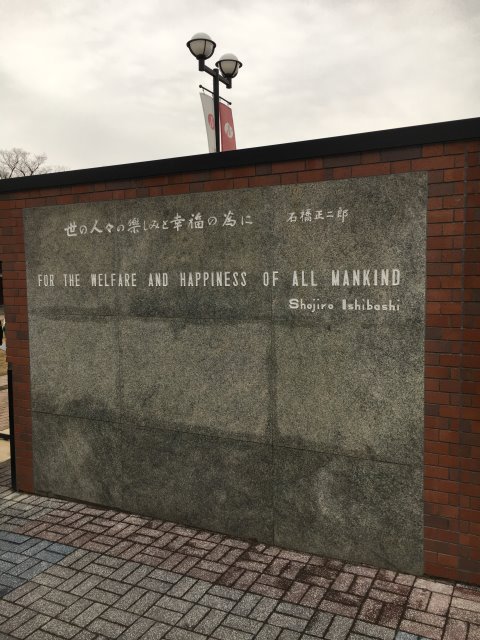 世の人々の楽しみと幸福の為に 石橋正二郎
FOR THE WELFARE AND HAPPINESS OF ALL MANKIND
Shojiro Ishibashi